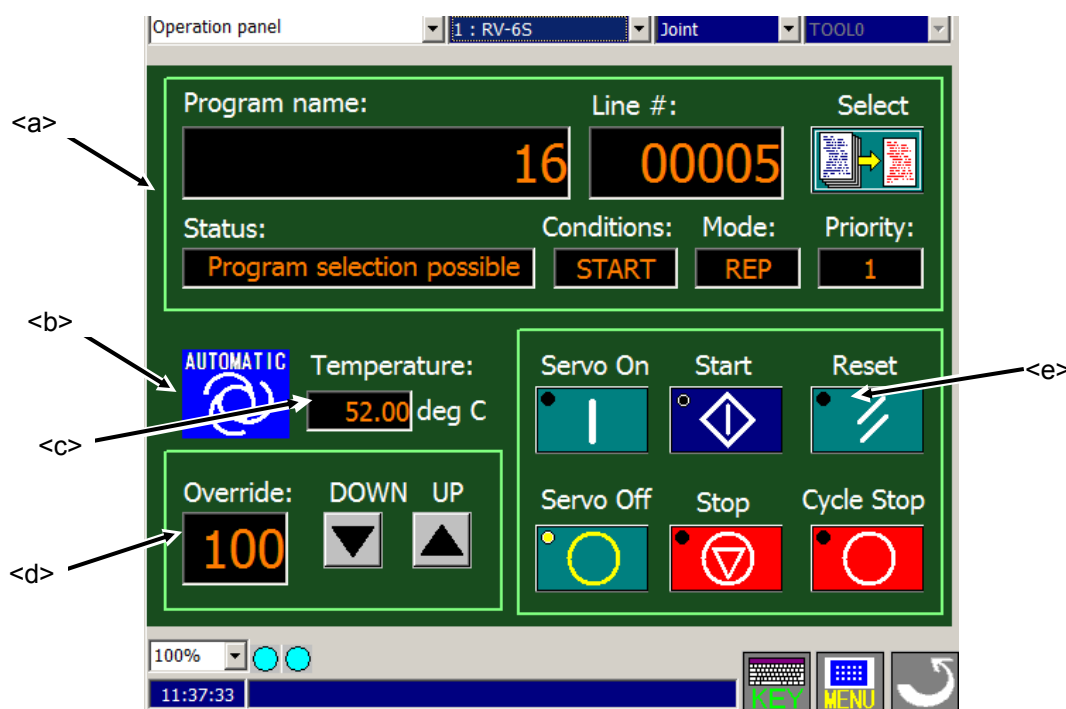 Operation panel 1 : RV-6S Joint TOOL0
Program name: Line #: Select
<a>
16 00005
Status: Conditions: Mode: Priority:
Program selection possible START REP 1
<b>
AUTOMATIC Temperature: Servo On Start Reset
<e>
52.00 deg C
<c>
Override: DOWN UP Servo Off Stop Cycle Stop
100
<d>
100%
11:37:33 KEY MENU